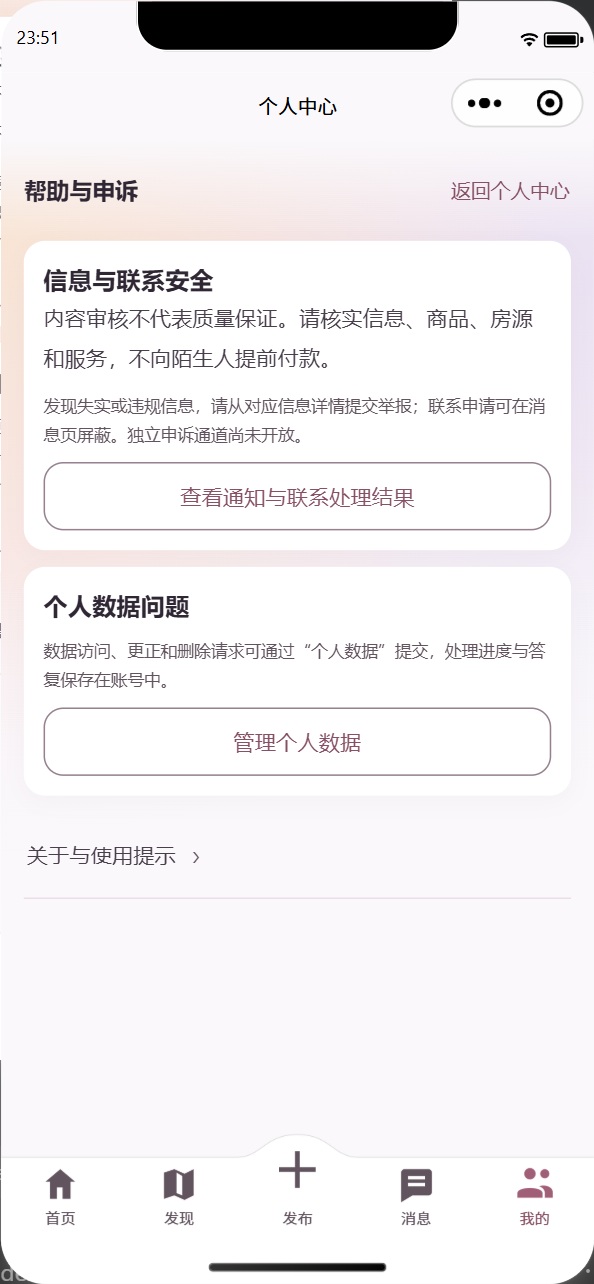 23:51
个人中心
帮助与申诉
返回个人中心
信息与联系安全
内容审核不代表质量保证。请核实信息、商品、房源
和服务，不向陌生人提前付款。
发现失实或违规信息，请从对应信息详情提交举报；联系申请可在消
息页屏蔽。独立申诉通道尚未开放。
查看通知与联系处理结果
个人数据问题
数据访问、更正和删除请求可通过“个人数据”提交，处理进度与答
复保存在账号中。
管理个人数据
关于与使用提示 ›
首页
发现
发布
消息
我的